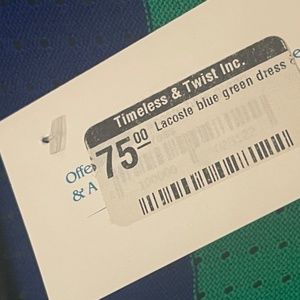 Timeless & Twist Inc.
75.00 Lacoste blue green dress
Offe
& A